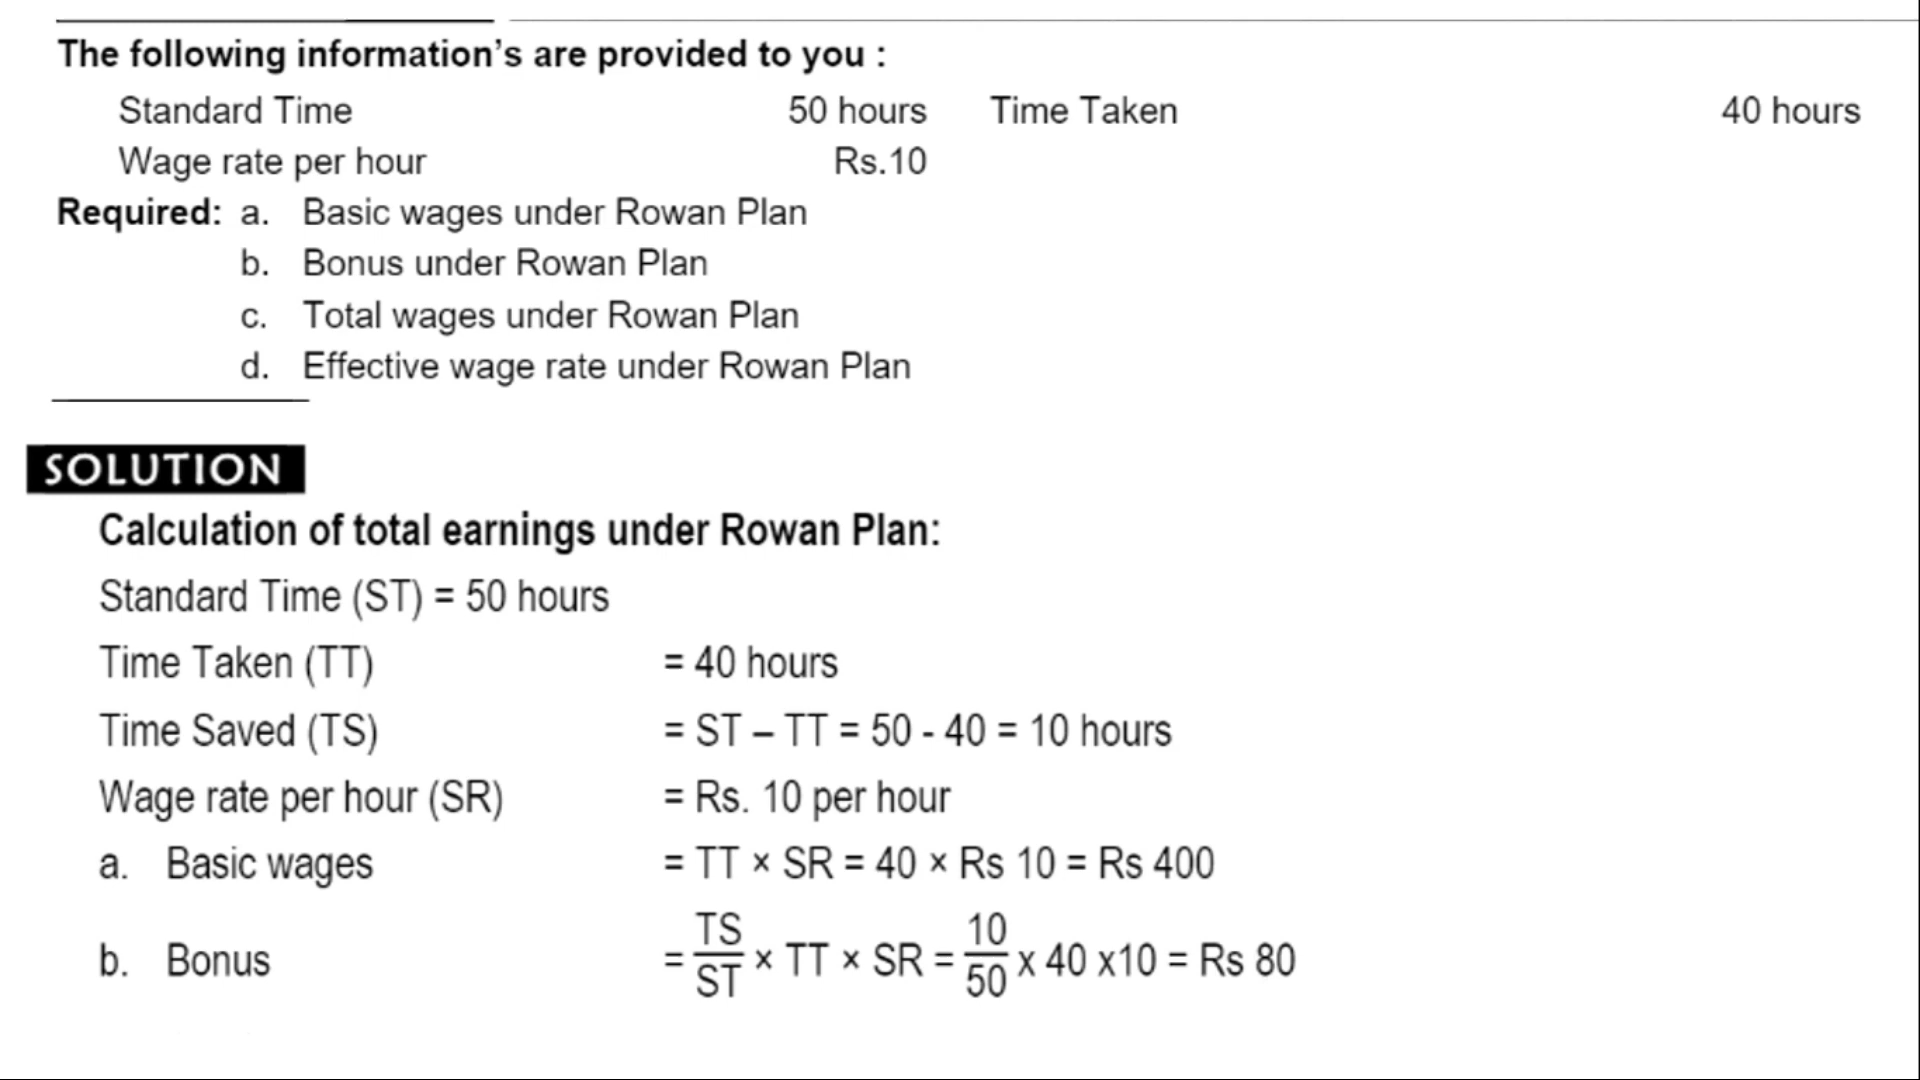 The following information’s are provided to you :
Standard Time 50 hours Time Taken 40 hours
Wage rate per hour Rs.10
Required: a. Basic wages under Rowan Plan
b. Bonus under Rowan Plan
c. Total wages under Rowan Plan
d. Effective wage rate under Rowan Plan
SOLUTION
Calculation of total earnings under Rowan Plan:
Standard Time (ST) = 50 hours
Time Taken (TT) = 40 hours
Time Saved (TS) = ST – TT = 50 - 40 = 10 hours
Wage rate per hour (SR) = Rs. 10 per hour
a. Basic wages = TT × SR = 40 × Rs 10 = Rs 400
b. Bonus = TS/ST × TT × SR = 10/50 x 40 x10 = Rs 80